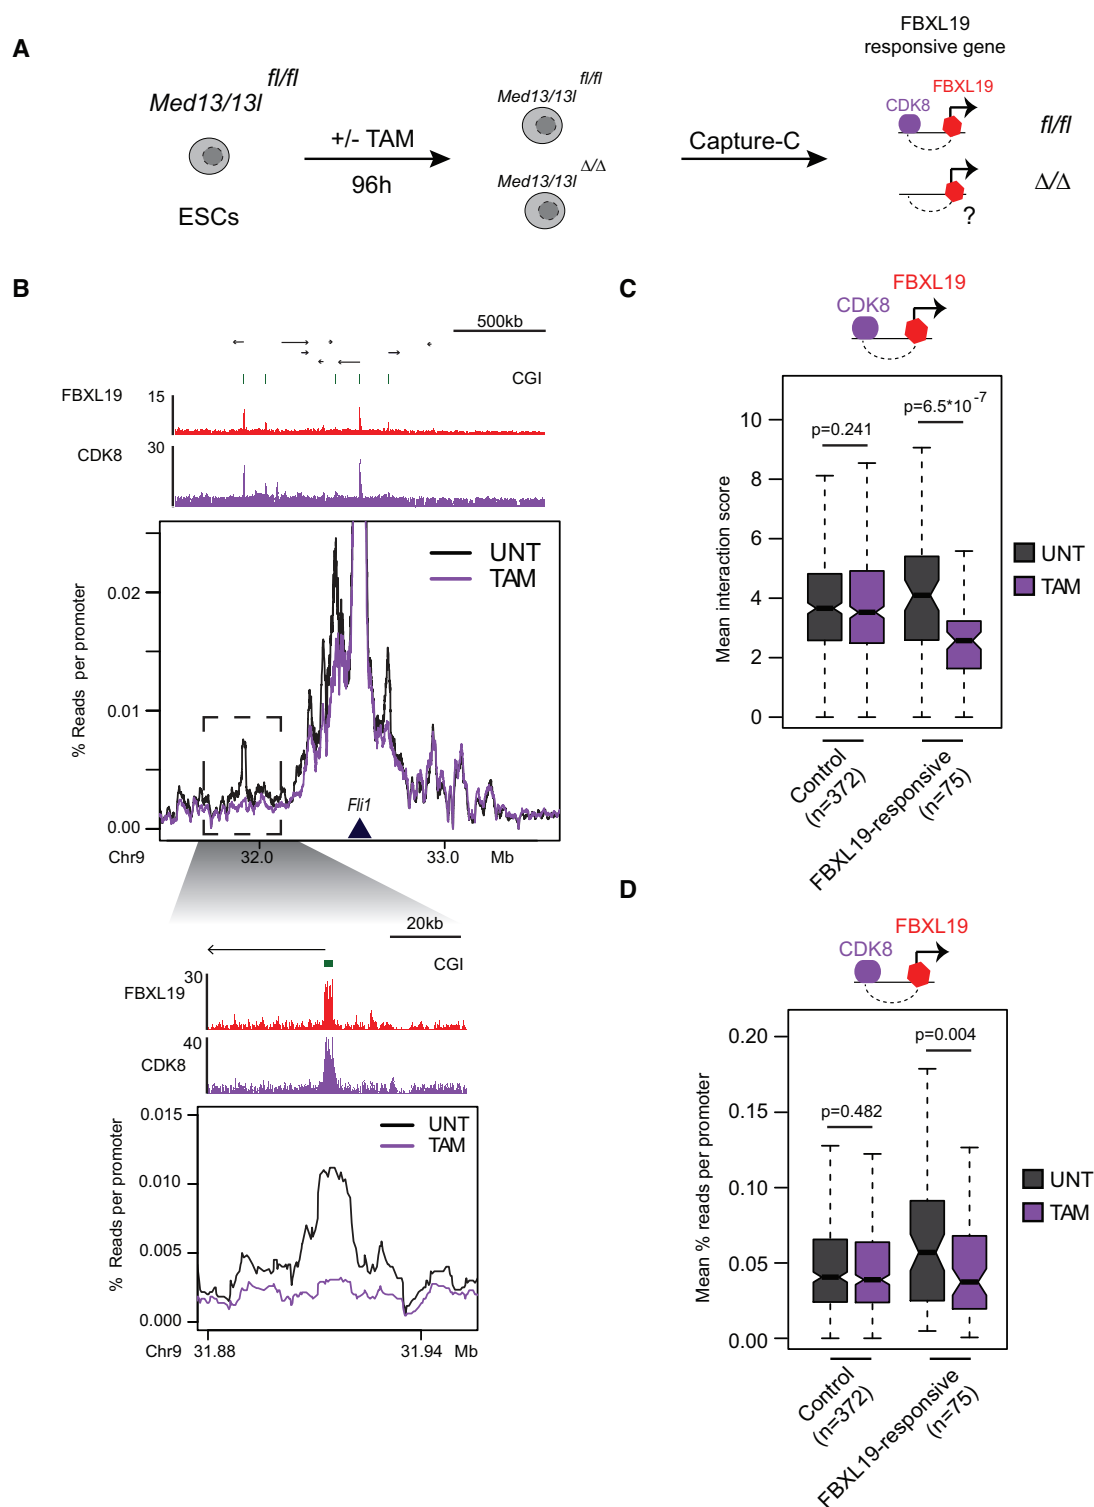 A
FBXL19
responsive gene
Med13/13l fl/fl
ESCs
+/- TAM
96h
Med13/13l fl/fl
Med13/13l Δ/Δ
Capture-C
CDK8
FBXL19
fl/fl
Δ/Δ
?
B
500kb
CGI
FBXL19
15
CDK8
30
UNT
TAM
% Reads per promoter
0.02
0.01
0.00
Fli1
Chr9
32.0
33.0
Mb
20kb
CGI
FBXL19
30
CDK8
40
UNT
TAM
% Reads per promoter
0.015
0.010
0.005
0.000
Chr9
31.88
31.94
Mb
C
FBXL19
CDK8
Mean interaction score
10
8
6
4
2
0
p=0.241
p=6.5*10 -7
UNT
TAM
Control
(n=372)
FBXL19-responsive
(n=75)
D
FBXL19
CDK8
Mean % reads per promoter
0.20
0.15
0.10
0.05
0.00
p=0.482
p=0.004
UNT
TAM
Control
(n=372)
FBXL19-responsive
(n=75)